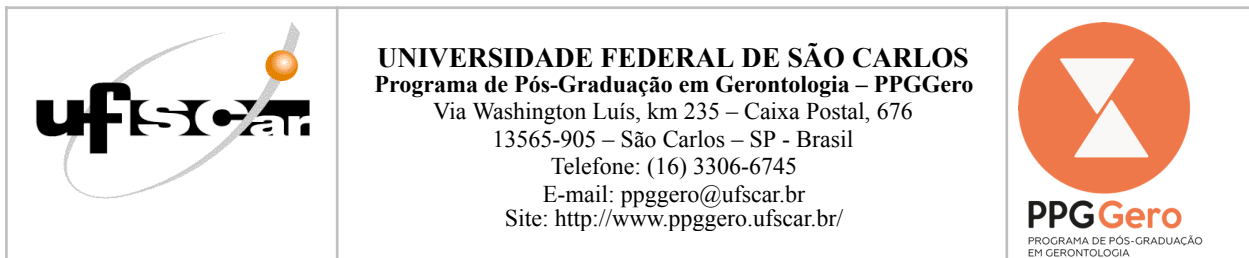 ufscar
UNIVERSIDADE FEDERAL DE SÃO CARLOS
Programa de Pós-Graduação em Gerontologia – PPGGero
Via Washington Luís, km 235 – Caixa Postal, 676
13565-905 – São Carlos – SP - Brasil
Telefone: (16) 3306-6745
E-mail: ppggero@ufscar.br
Site: http://www.ppggero.ufscar.br/
PPGGero
PROGRAMA DE PÓS-GRADUAÇÃO
EM GERONTOLOGIA